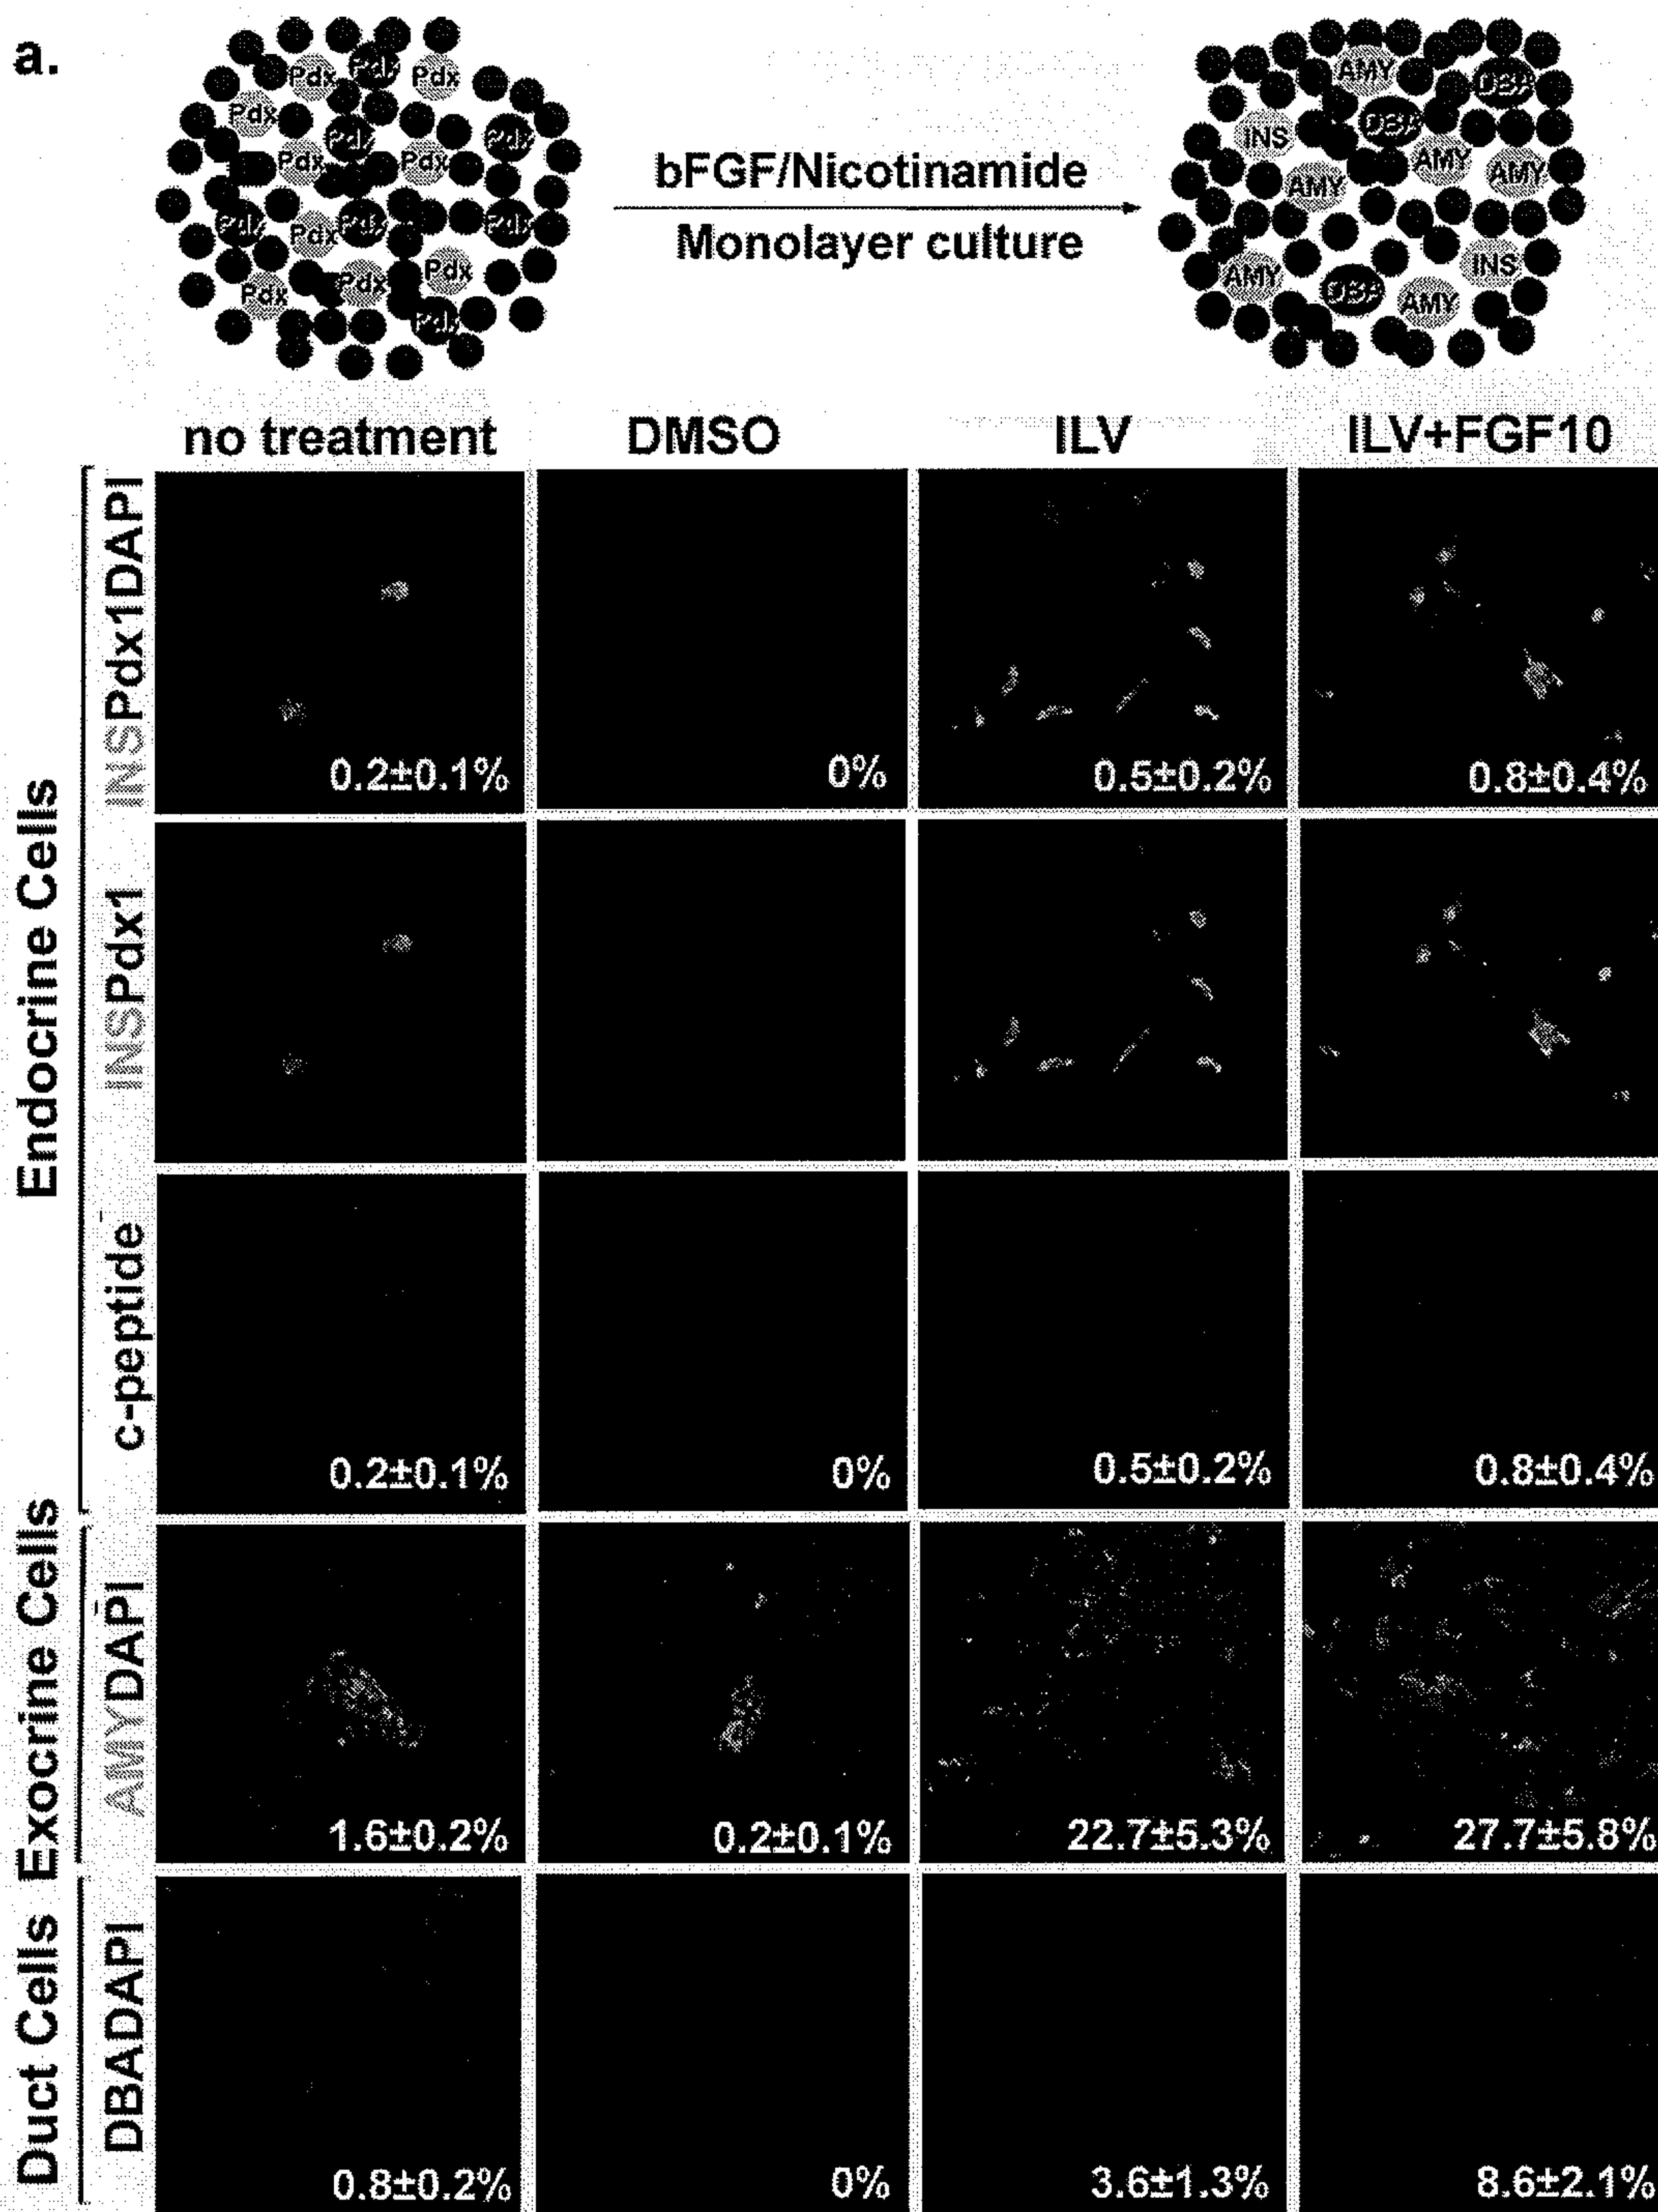 a.
Pdx Pdx Pdx
Pdx
Pdx Pdx
Pdx Pdx
Pdx Pdx Pdx Pdx
Pdx
Pdx Pdx
Pdx
bFGF/Nicotinamide
Monolayer culture
AMY DBA
INS DBA
AMY AMY
AMY
INS
AMY DBA AMY
no treatment DMSO ILV ILV+FGF10
Endocrine Cells
INSPdx1DAPI
0.2±0.1% 0% 0.5±0.2% 0.8±0.4%
INSPdx1
c-peptide
0.2±0.1% 0% 0.5±0.2% 0.8±0.4%
Exocrine Cells
AMYDAPI
1.6±0.2% 0.2±0.1% 22.7±5.3% 27.7±5.8%
Duct Cells
DBADAPI
0.8±0.2% 0% 3.6±1.3% 8.6±2.1%